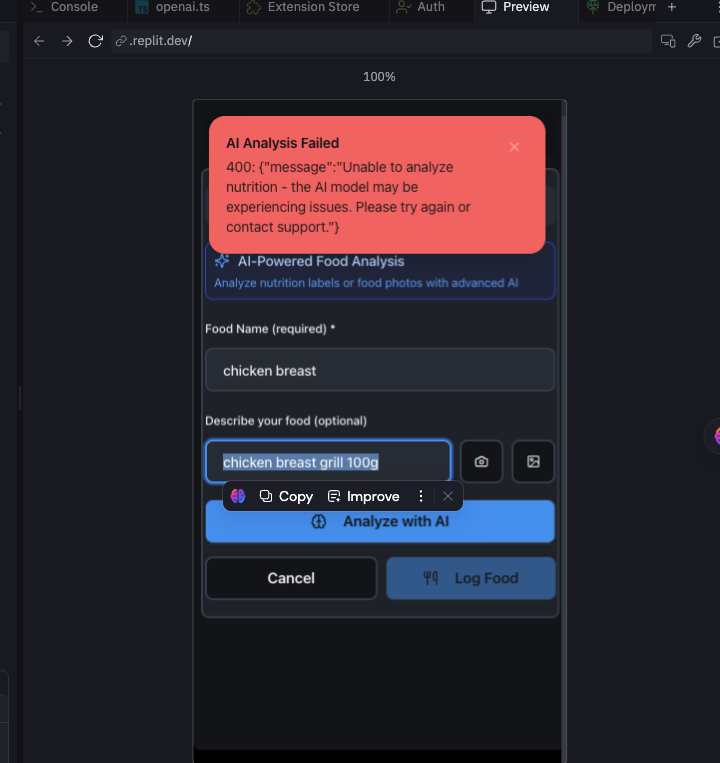 Console
openai.ts
Extension Store
Auth
Preview
Deploym
.replit.dev/
100%
AI Analysis Failed
400: {"message":"Unable to analyze
nutrition - the AI model may be
experiencing issues. Please try again or
contact support."}
AI-Powered Food Analysis
Analyze nutrition labels or food photos with advanced AI
Food Name (required) *
chicken breast
Describe your food (optional)
chicken breast grill 100g
Copy
Improve
Analyze with AI
Cancel
Log Food